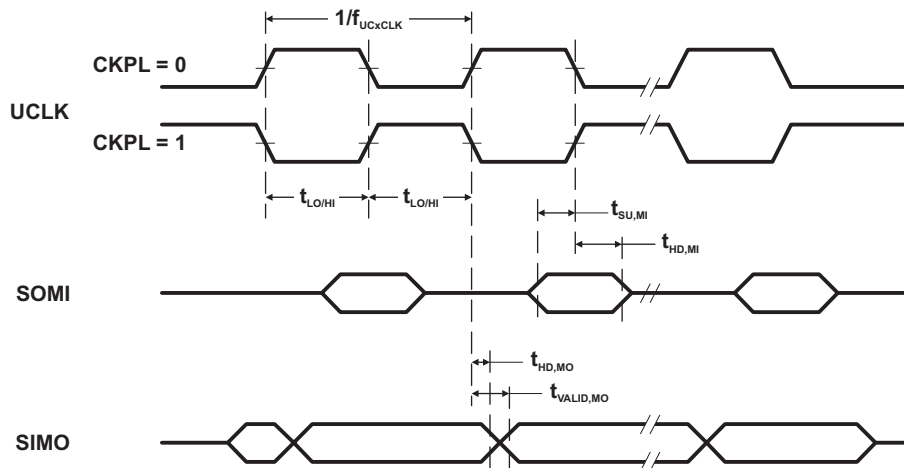 1/fUCxCLK
CKPL = 0
UCLK
CKPL = 1
tLO/HI tLO/HI
tSU,MI
tHD,MI
SOMI
tHD,MO
tVALID,MO
SIMO